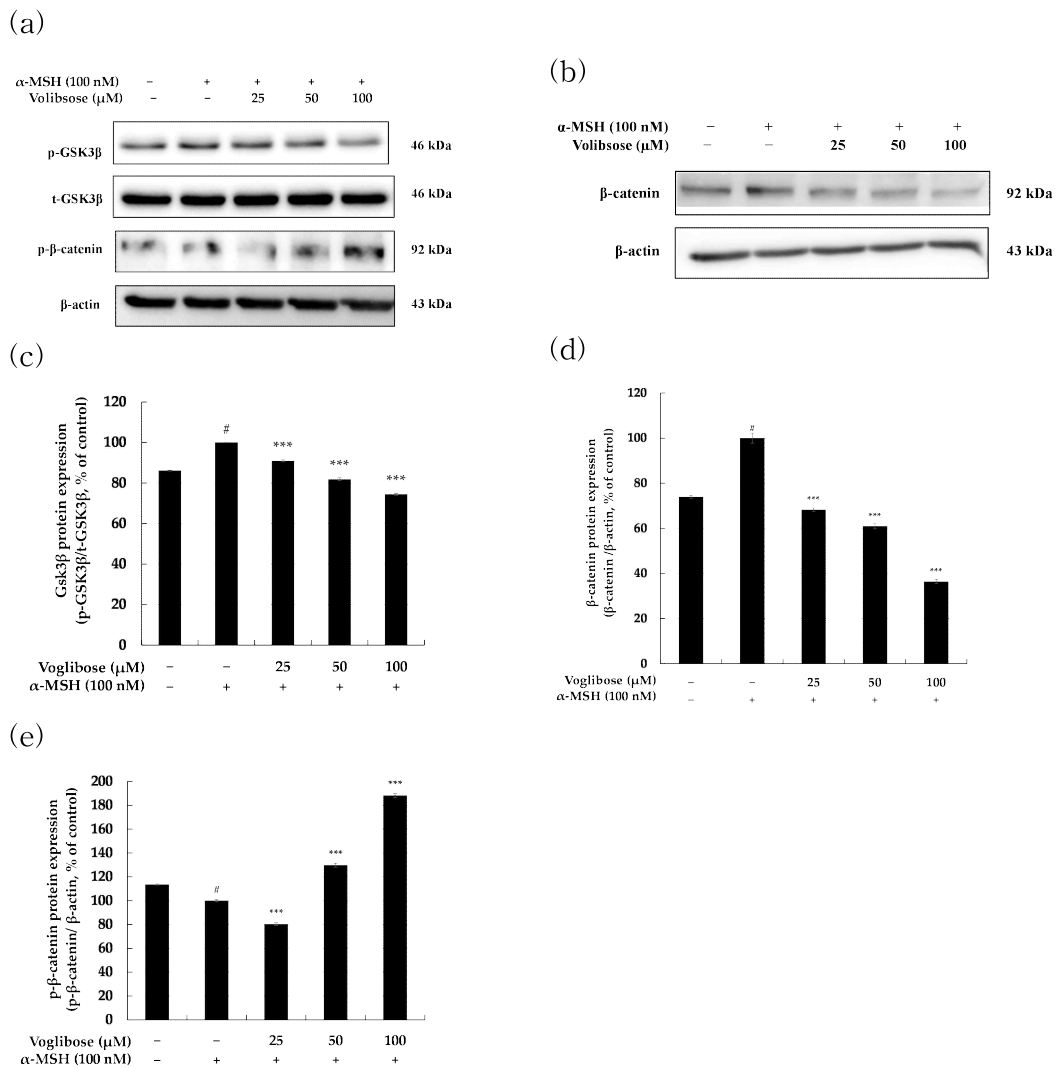 (a)
α-MSH (100 nM) – + + + +
Volibsose (μM) – – 25 50 100
p-GSK3β 46 kDa
t-GSK3β 46 kDa
p-β-catenin 92 kDa
β-actin 43 kDa
(b)
α-MSH (100 nM) – + + + +
Volibsose (μM) – – 25 50 100
β-catenin 92 kDa
β-actin 43 kDa
(c)
Gsk3β protein expression
(p-GSK3β/t-GSK3β, % of control)
120
100
80
60
40
20
0
# *** *** ***
Voglibose (μM) – – 25 50 100
α-MSH (100 nM) – + + + +
(d)
β-catenin protein expression
(β-catenin /β-actin, % of control)
120
100
80
60
40
20
0
# *** *** ***
Voglibose (μM) – – 25 50 100
α-MSH (100 nM) – + + + +
(e)
p-β-catenin protein expression
(p-β-catenin/ β-actin, % of control)
200
180
160
140
120
100
80
60
40
20
0
# *** *** ***
Voglibose (μM) – – 25 50 100
α-MSH (100 nM) – + + + +